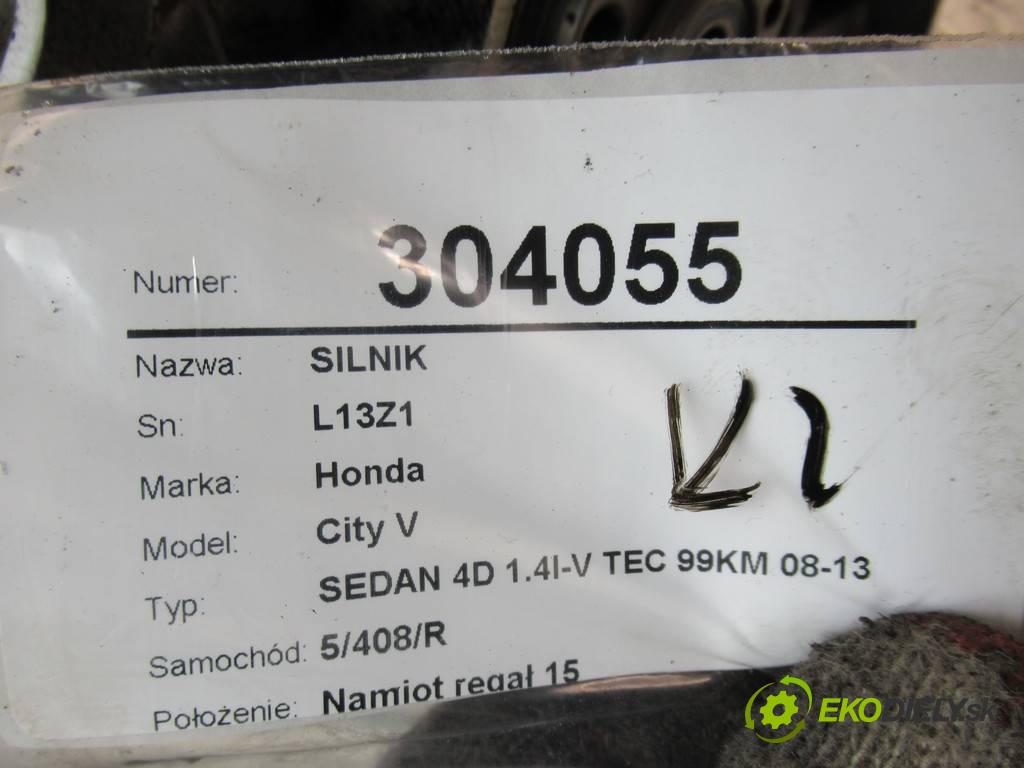 Numer: 304055
Nazwa: SILNIK
Sn: L13Z1
Marka: Honda
Model: City V
Typ: SEDAN 4D 1.4I-V TEC 99KM 08-13
Samochód: 5/408/R
Położenie: Namiot regał 15
EKODIELY.sk